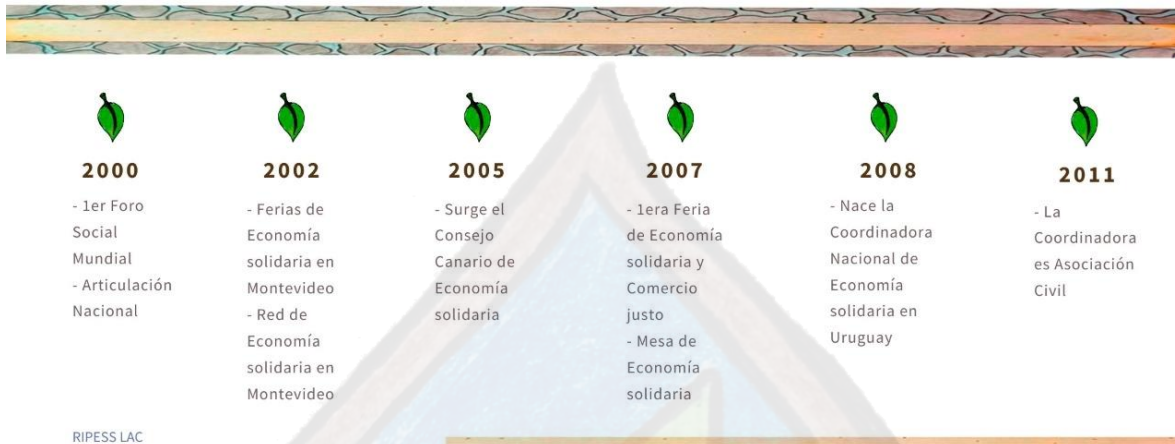 2000
- 1er Foro
Social
Mundial
- Articulación
Nacional
2002
- Ferias de
Economía
solidaria en
Montevideo
- Red de
Economía
solidaria en
Montevideo
2005
- Surge el
Consejo
Canario de
Economía
solidaria
2007
- 1era Feria
de Economía
solidaria y
Comercio
justo
- Mesa de
Economía
solidaria
2008
- Nace la
Coordinadora
Nacional de
Economía
solidaria en
Uruguay
2011
- La
Coordinadora
es Asociación
Civil
RIPESS LAC